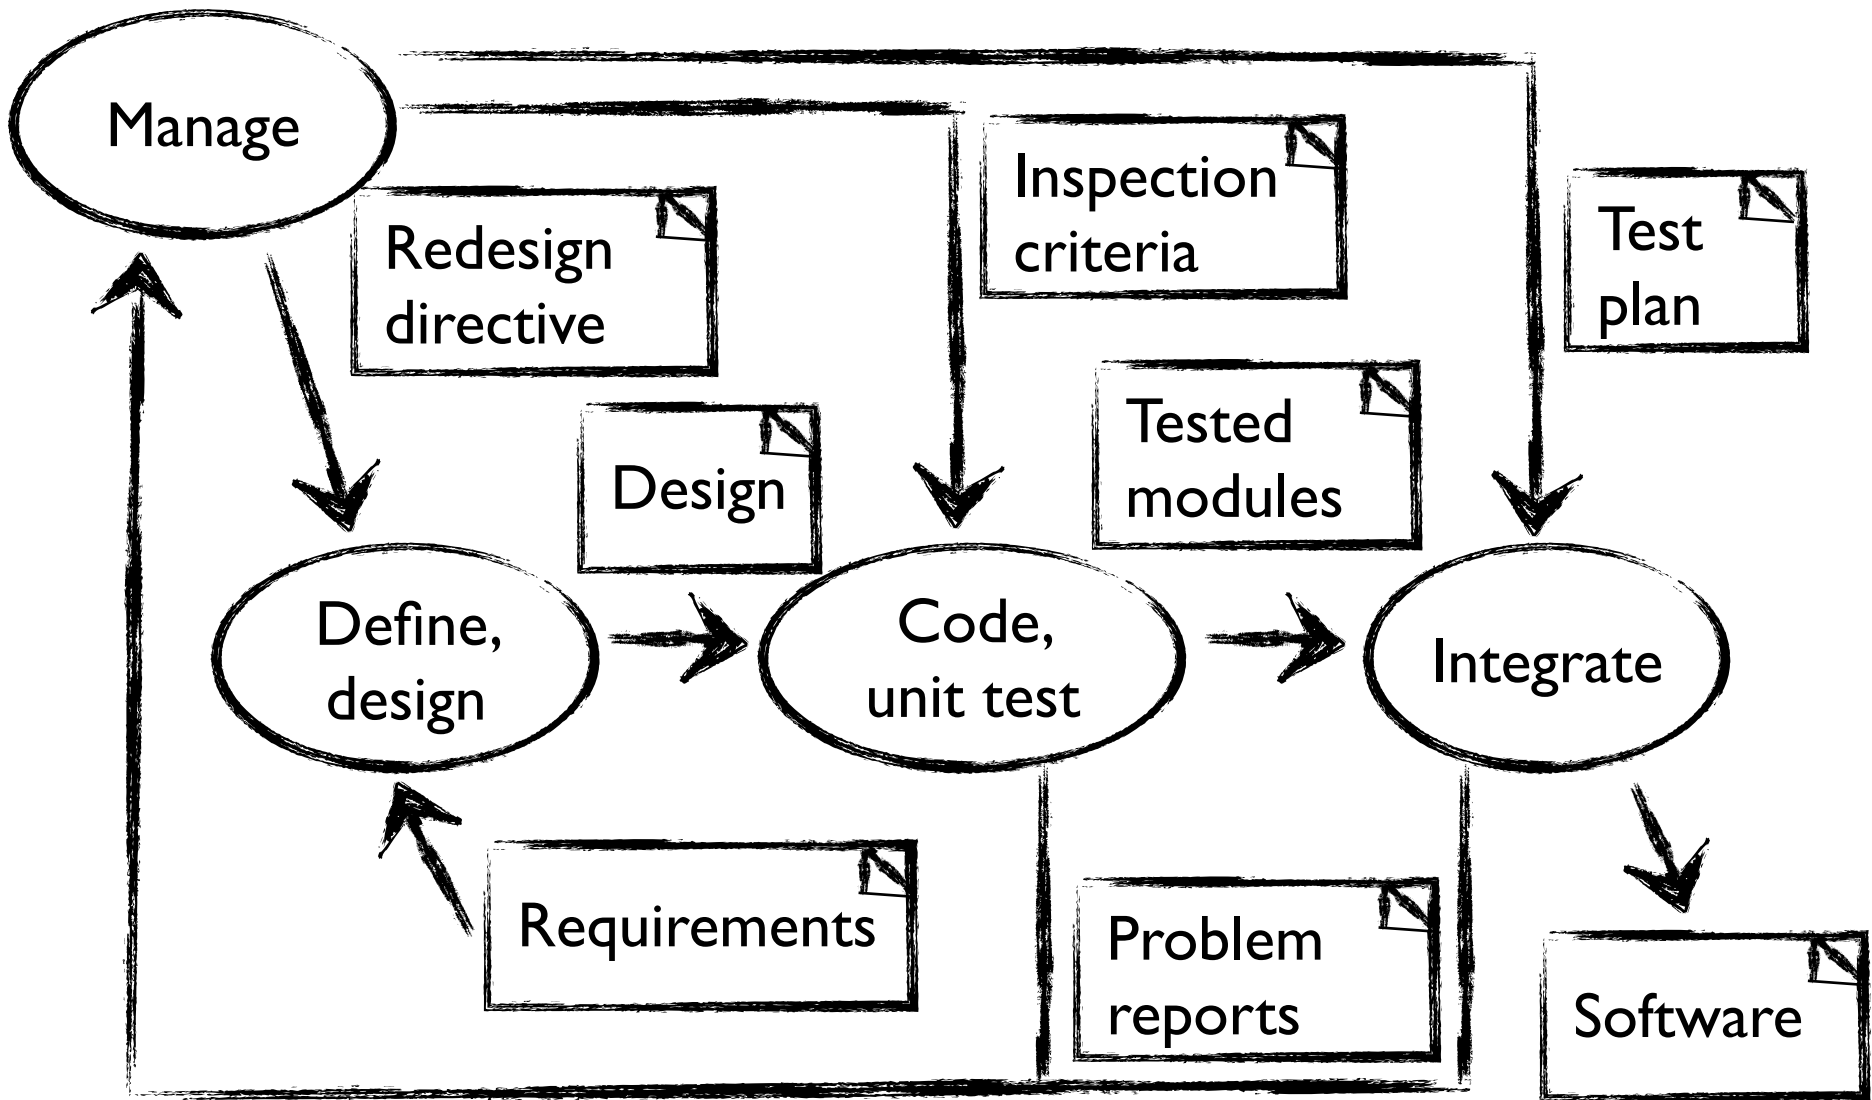 Manage
Redesign
directive
Inspection
criteria
Test
plan
Design
Tested
modules
Define,
design
Code,
unit test
Integrate
Requirements
Problem
reports
Software